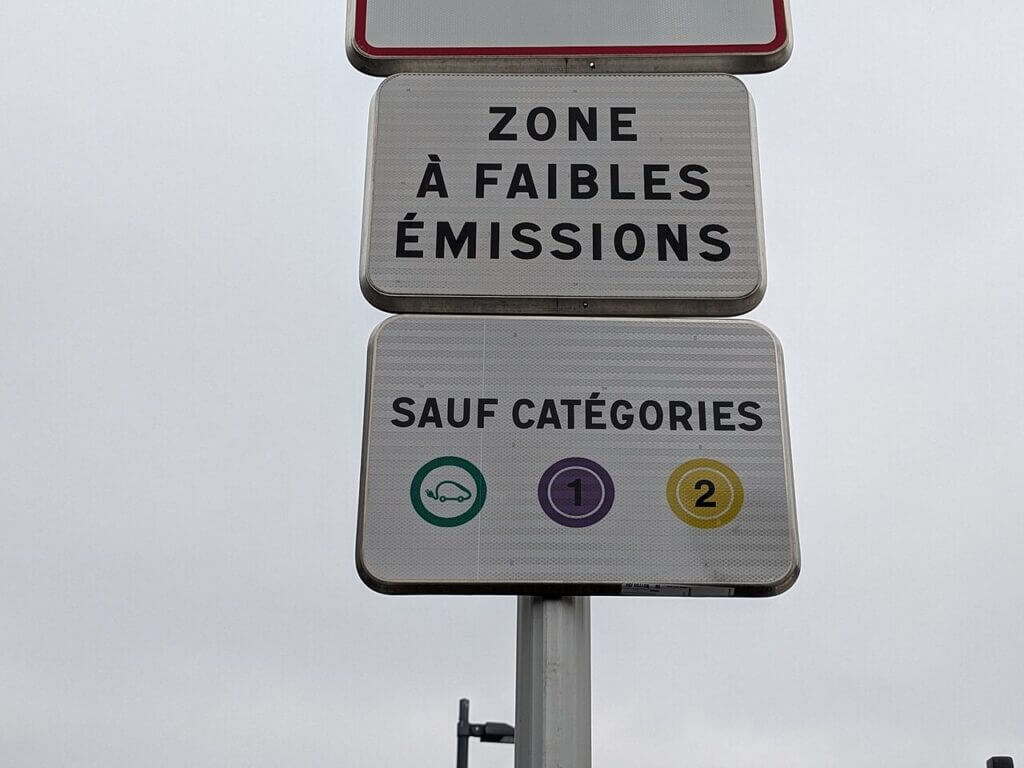 ZONE
À FAIBLES
ÉMISSIONS
SAUF CATÉGORIES
1 2